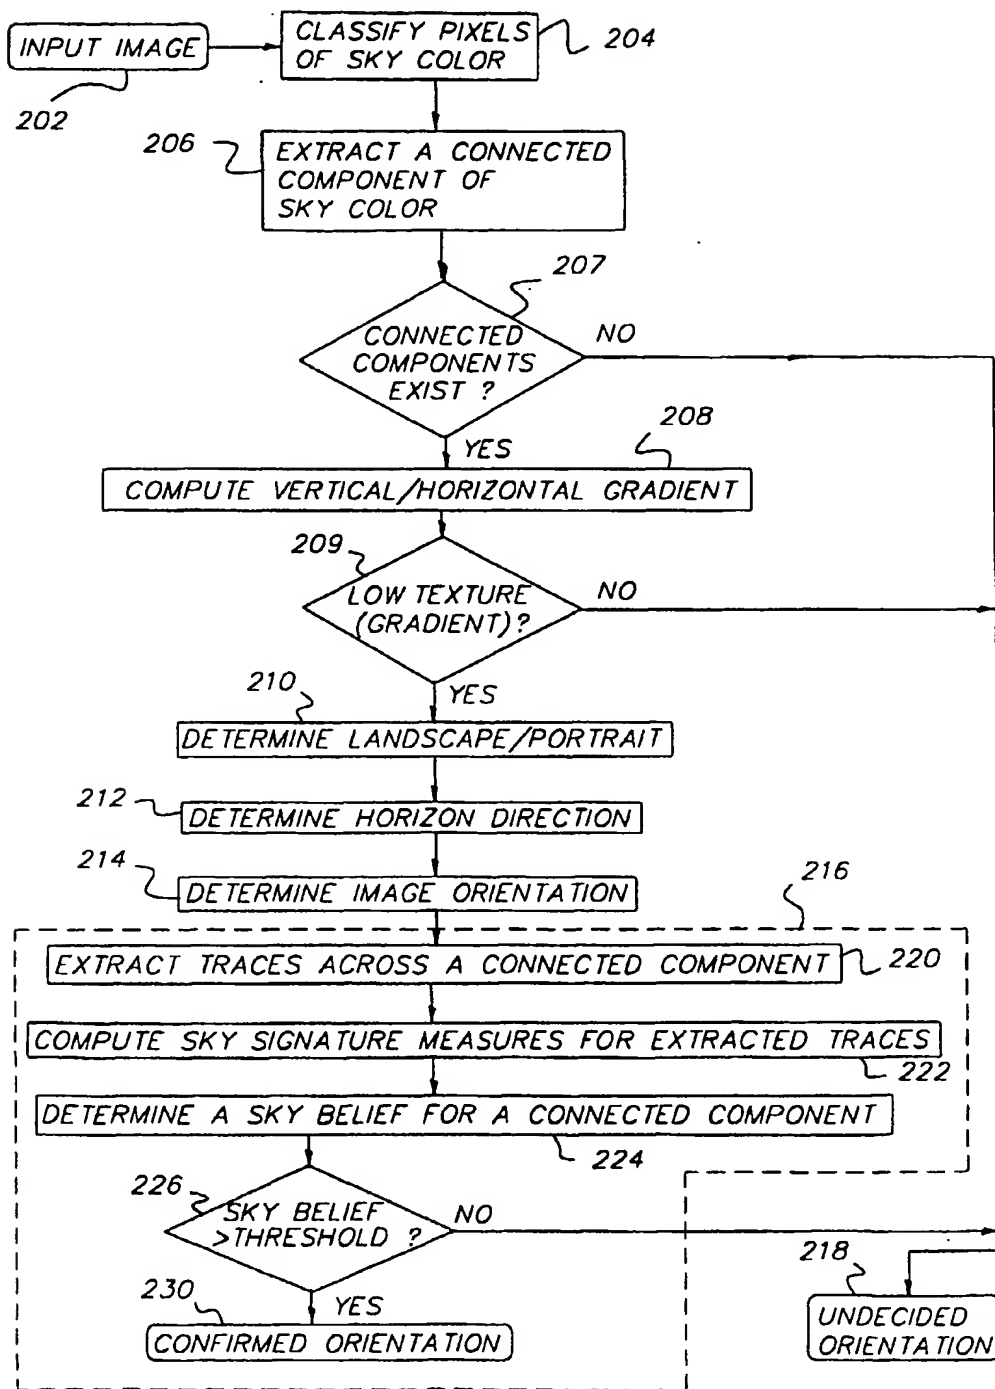 INPUT IMAGE
202
CLASSIFY PIXELS
OF SKY COLOR
204
206
EXTRACT A CONNECTED
COMPONENT OF
SKY COLOR
207
CONNECTED
COMPONENTS
EXIST ?
NO
YES
208
COMPUTE VERTICAL/HORIZONTAL GRADIENT
209
LOW TEXTURE
(GRADIENT)?
NO
YES
210
DETERMINE LANDSCAPE/PORTRAIT
212
DETERMINE HORIZON DIRECTION
214
DETERMINE IMAGE ORIENTATION
216
EXTRACT TRACES ACROSS A CONNECTED COMPONENT
220
COMPUTE SKY SIGNATURE MEASURES FOR EXTRACTED TRACES
222
DETERMINE A SKY BELIEF FOR A CONNECTED COMPONENT
224
226
SKY BELIEF
>THRESHOLD ?
NO
YES
218
UNDECIDED
ORIENTATION
230
CONFIRMED ORIENTATION